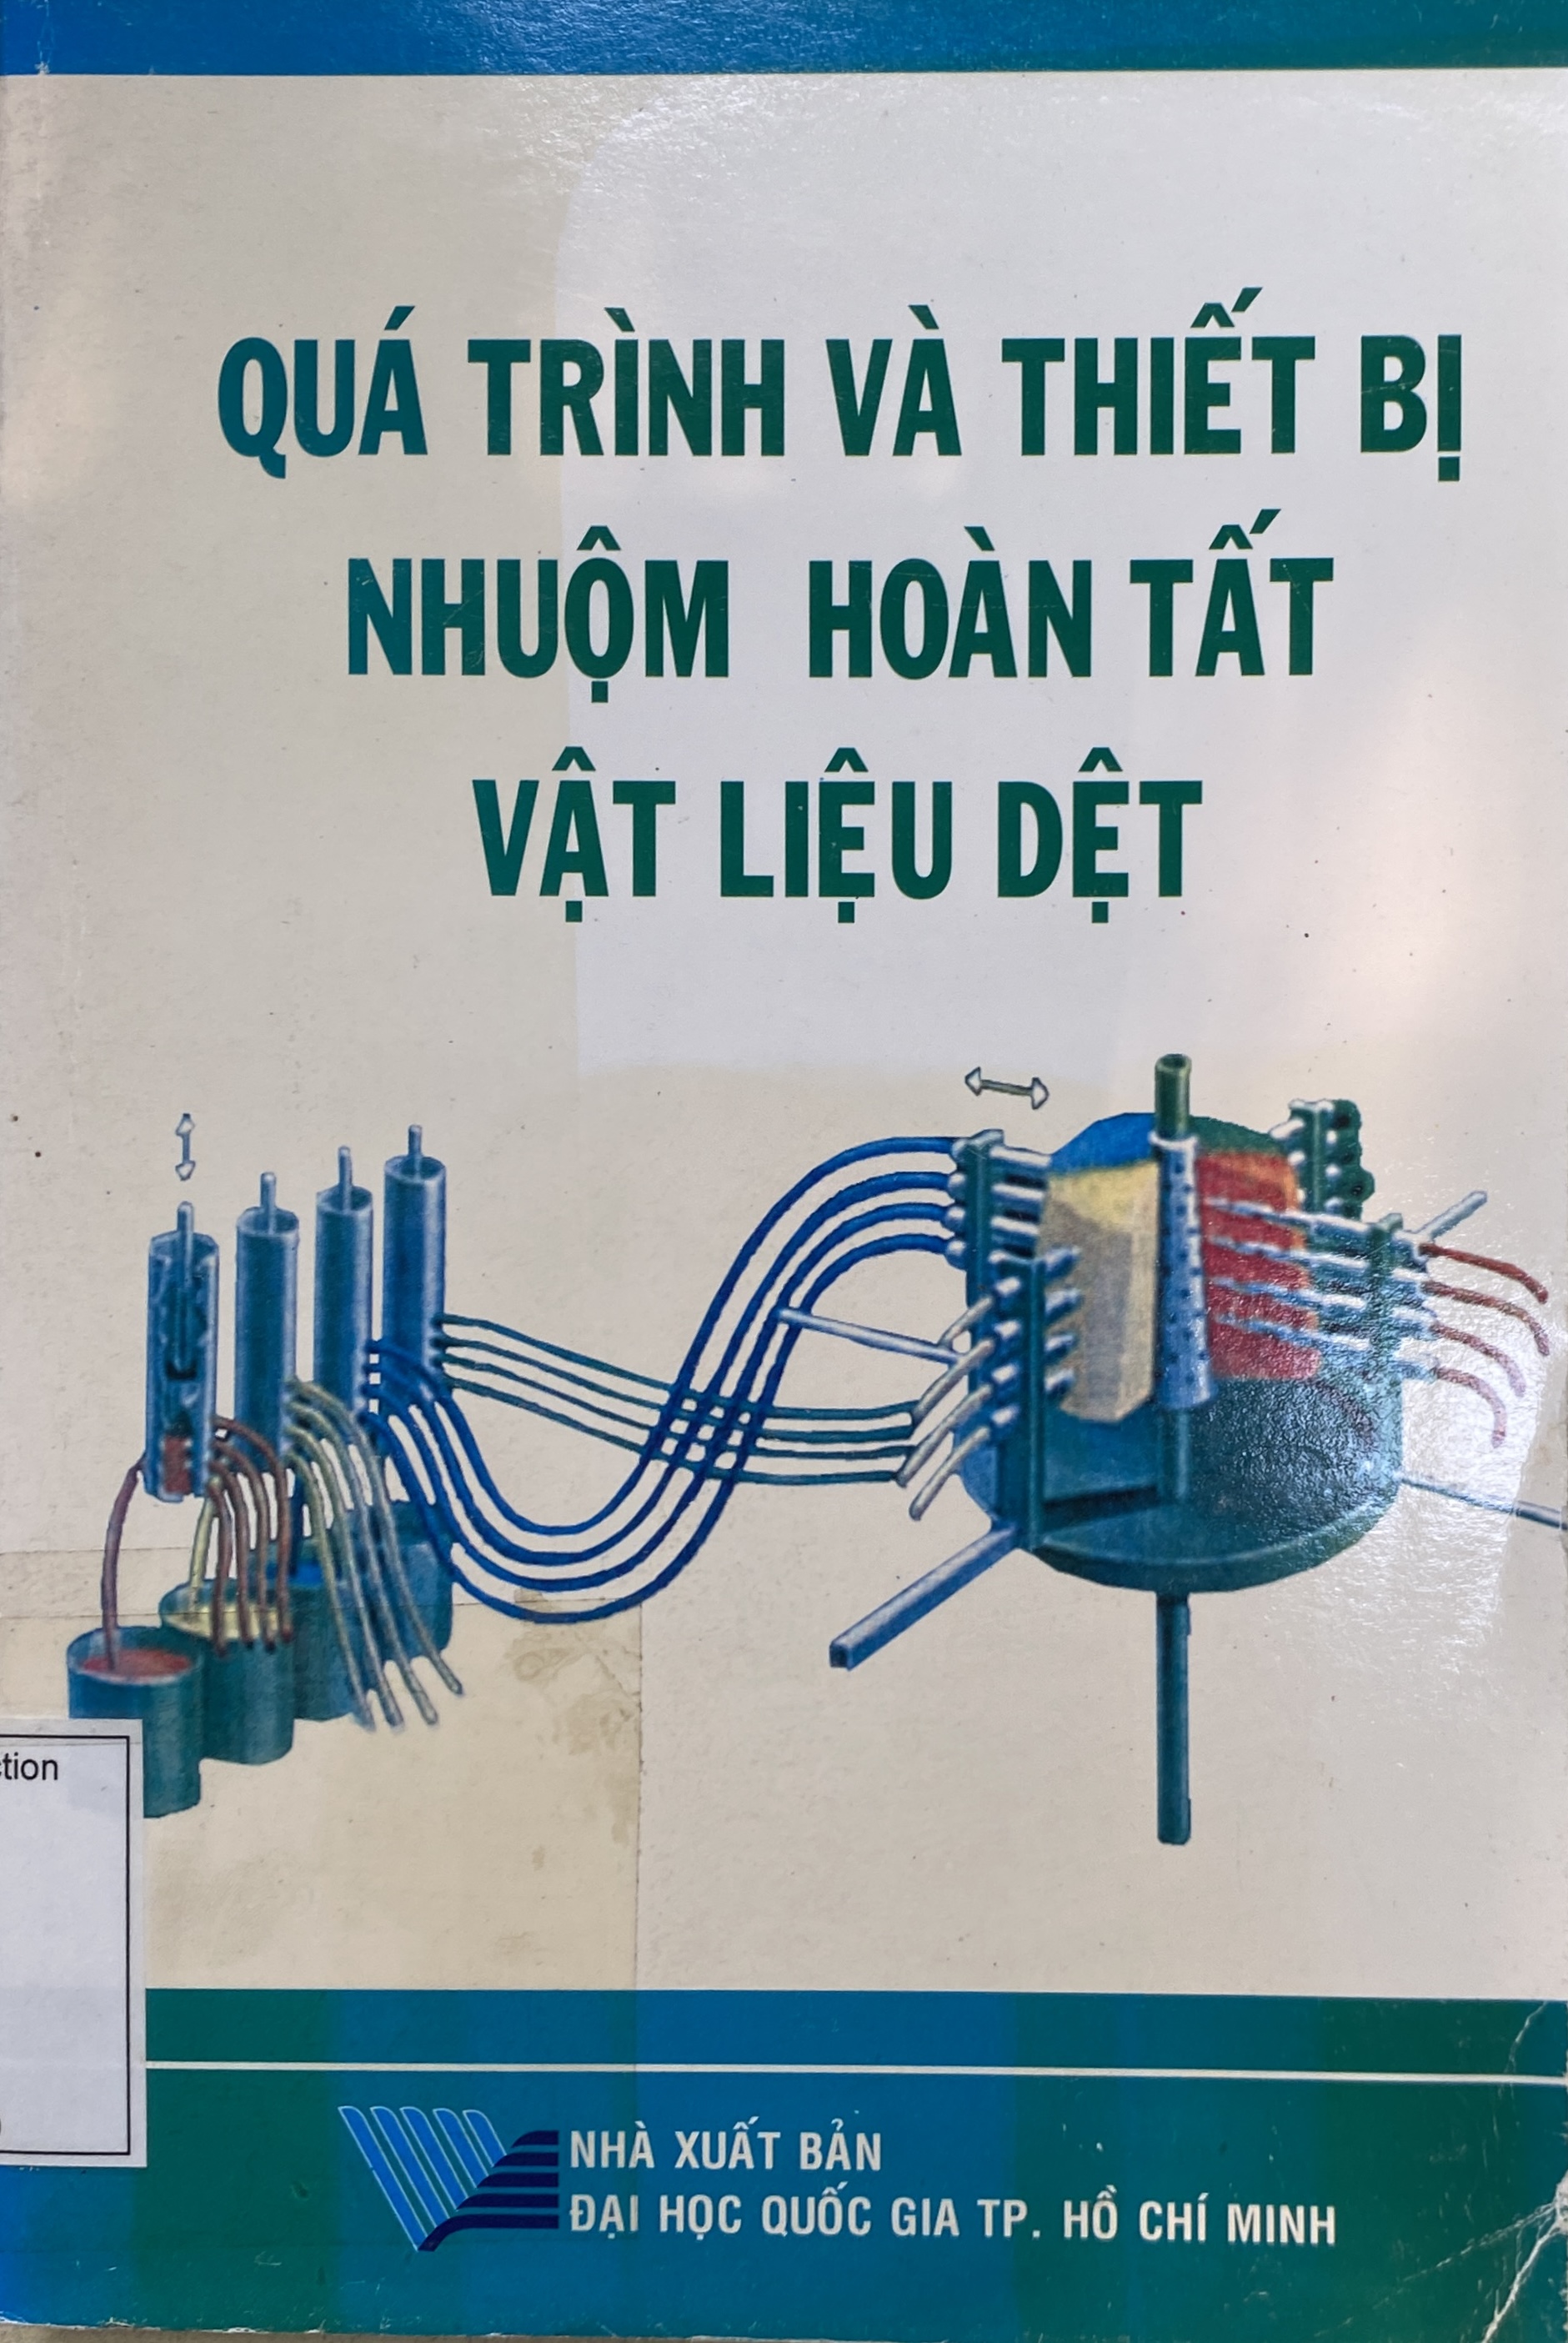 QUÁ TRÌNH VÀ THIẾT BỊ
NHUỘM HOÀN TẤT
VẬT LIỆU DỆT
NHÀ XUẤT BẢN
ĐẠI HỌC QUỐC GIA TP. HỒ CHÍ MINH